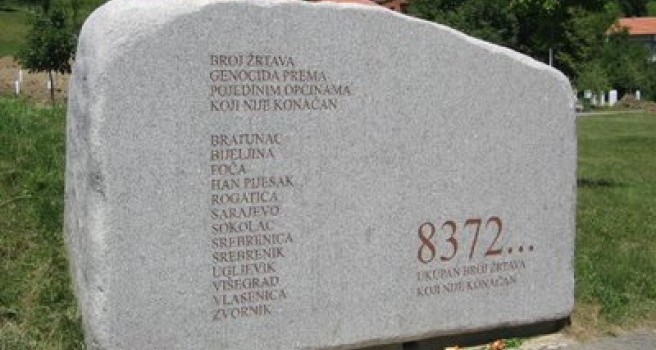 BROJ ŽRTAVA
GENOCIDA PREMA
POJEDINIM OPĆINAMA
KOJI NIJE KONAČAN
BRATUNAC
BIJELJINA
FOČA
HAN PIJESAK
ROGATICA
SARAJEVO
SOKOLAC
SREBRENICA
SREBRENIK
UGLJEVIK
VIŠEGRAD
VLASENICA
ZVORNIK
8372...
UKUPAN BROJ ŽRTAVA
KOJI NIJE KONAČAN